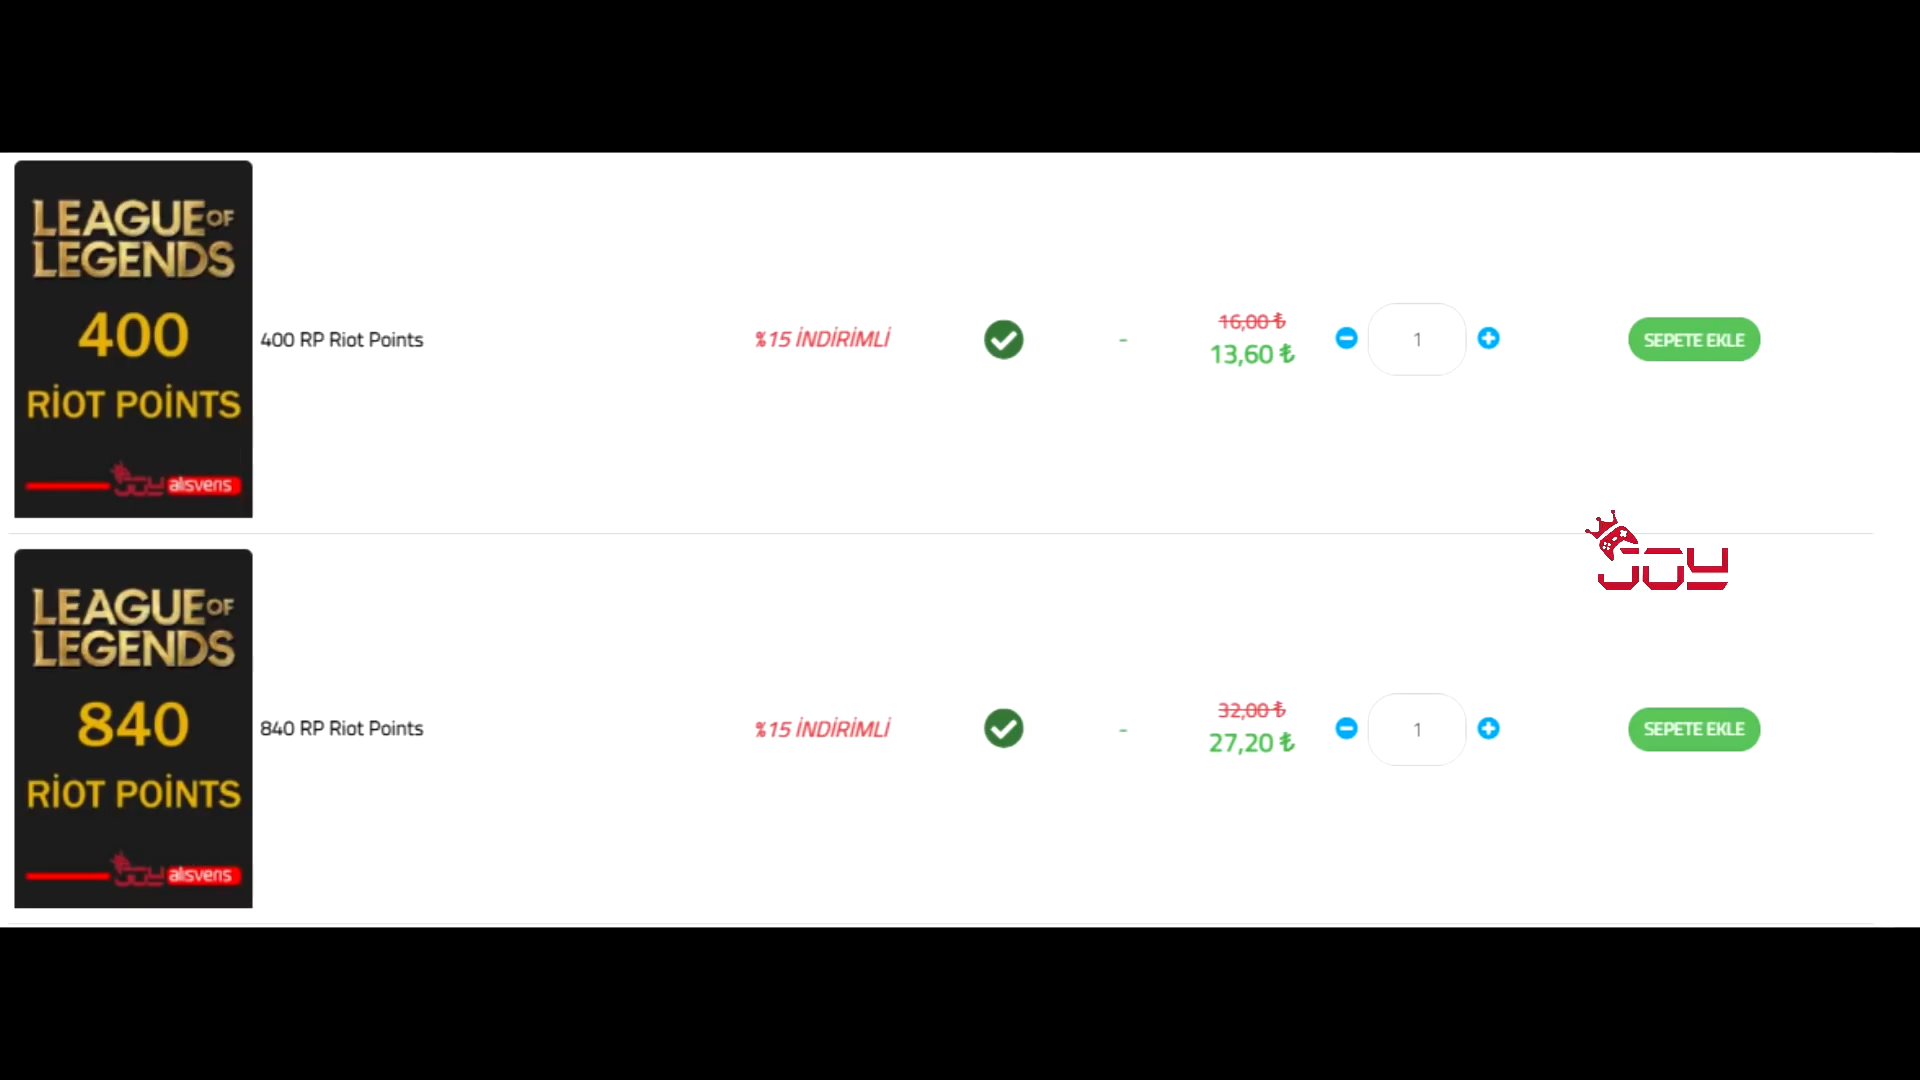 LEAGUE OF
LEGENDS
400
RİOT POİNTS
JOY alisveris
400 RP Riot Points
%15 İNDİRİMLİ
-
16,00 ₺
13,60 ₺
1
SEPETE EKLE
JOY
LEAGUE OF
LEGENDS
840
RİOT POİNTS
JOY alisveris
840 RP Riot Points
%15 İNDİRİMLİ
-
32,00 ₺
27,20 ₺
1
SEPETE EKLE